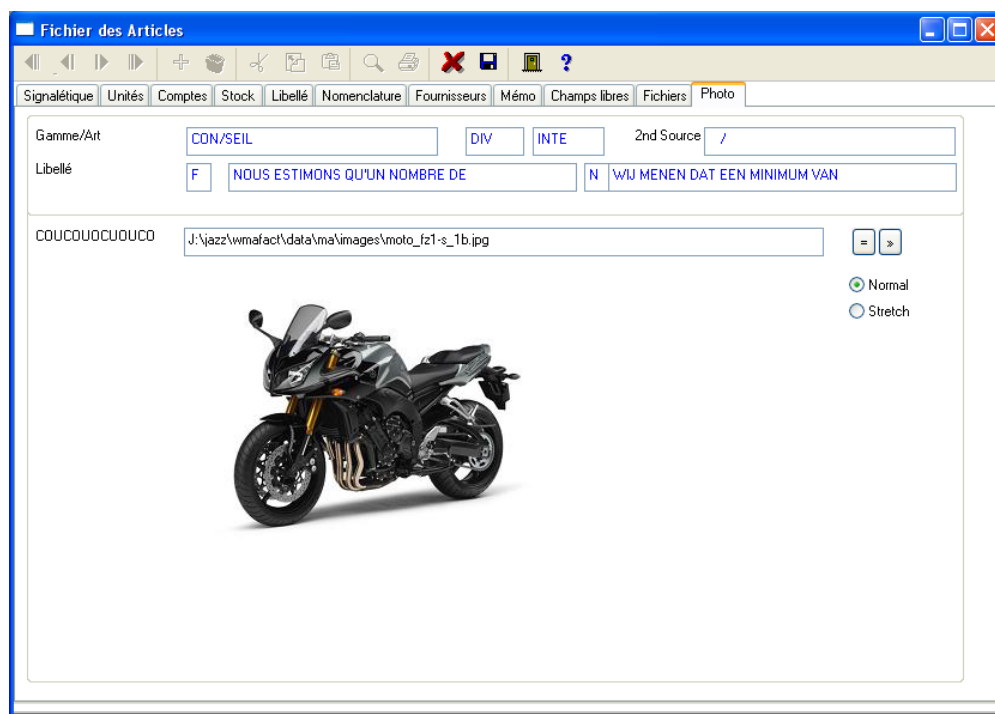 Fichier des Articles
?
Signalétique Unités Comptes Stock Libellé Nomenclature Fournisseurs Mémo Champs libres Fichiers Photo
Gamme/Art CON/SEIL DIV INTE 2nd Source /
Libellé F NOUS ESTIMONS QU'UN NOMBRE DE N WIJ MENEN DAT EEN MINIMUM VAN
COUCOUOCUOUCO J:\jazz\wmafact\data\ma\images\moto_fz1-s_1b.jpg = »
Normal
Stretch